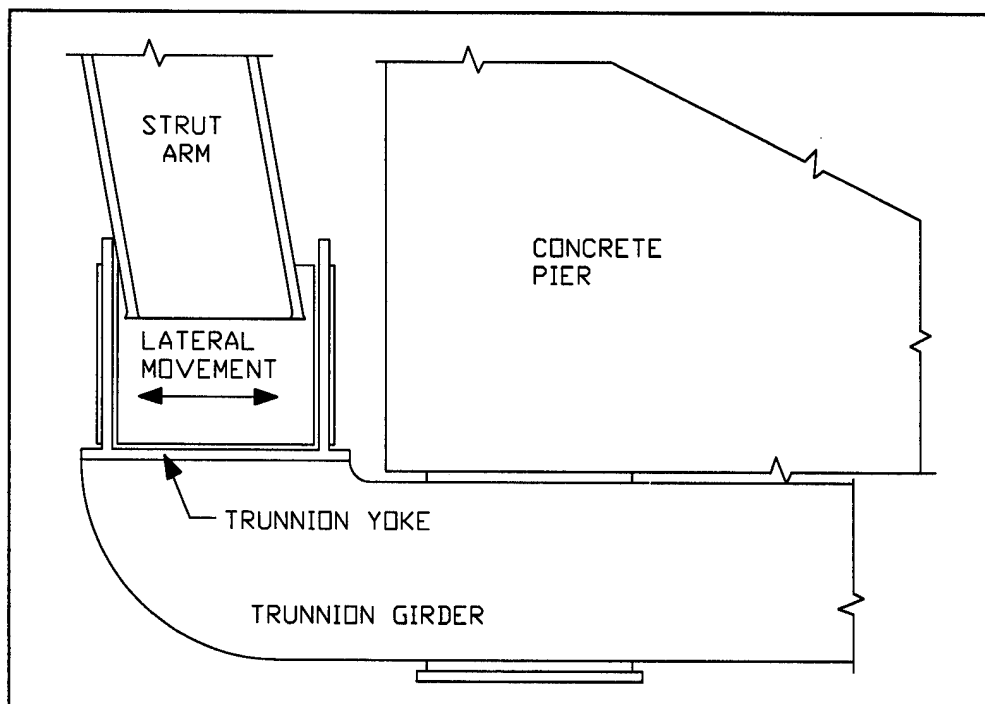 STRUT
ARM
CONCRETE
PIER
LATERAL
MOVEMENT
TRUNNION YOKE
TRUNNION GIRDER